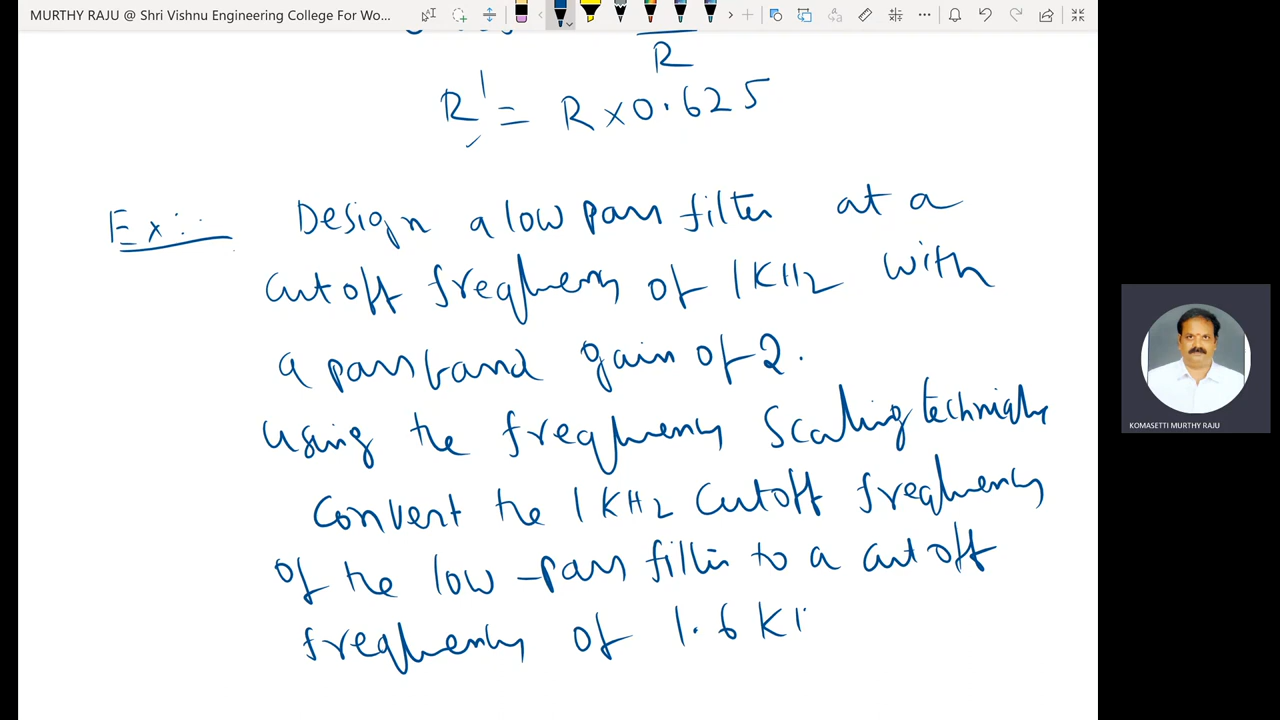 MURTHY RAJU @ Shri Vishnu Engineering College For Wo...
R
R' = R × 0.625
Ex:- Design a low pass filter at a
cutoff frequency of 1KHz with
a passband gain of 2.
Using the frequency Scaling technique
Convert the 1KHz Cutoff frequency
of the low-pass filter to a cutoff
frequency of 1.6 K
KOMASETTI MURTHY RAJU